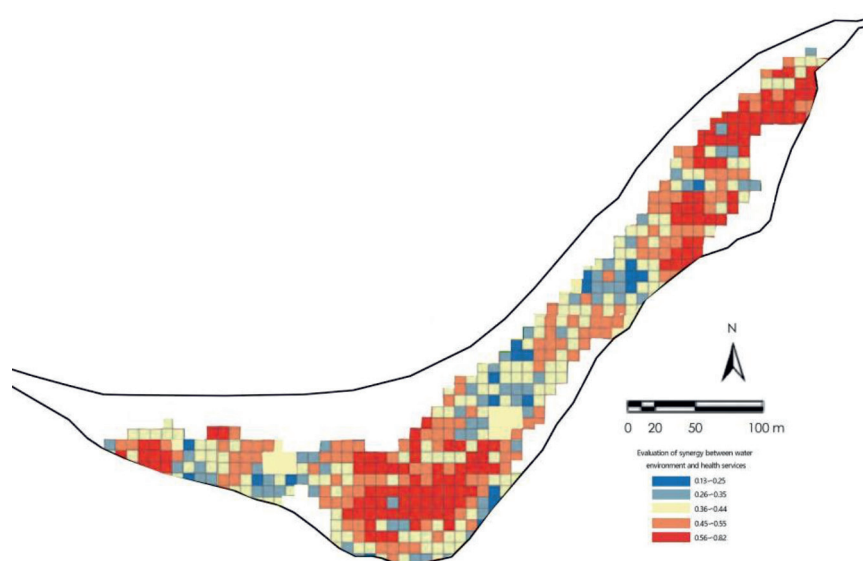 N
0 20 50 100 m
Evaluation of synergy between water
environment and health services
0.13~0.25
0.26~0.35
0.36~0.44
0.45~0.55
0.56~0.82